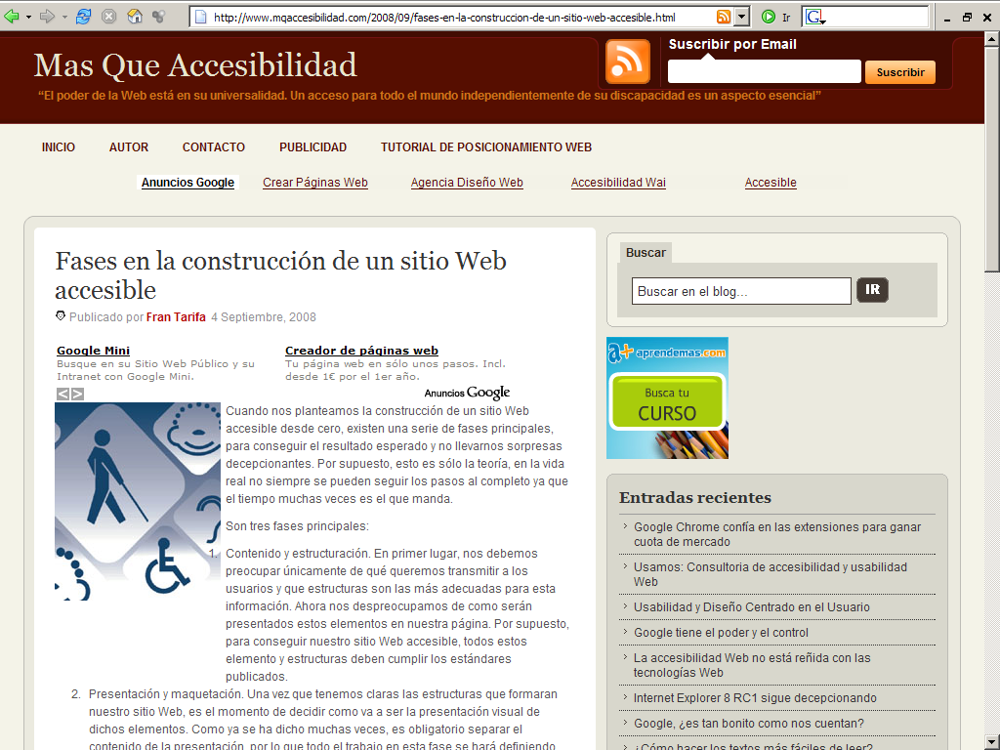 http://www.mqaccesibilidad.com/2008/09/fases-en-la-construccion-de-un-sitio-web-accesible.html
Ir
G
Mas Que Accesibilidad
“El poder de la Web está en su universalidad. Un acceso para todo el mundo independientemente de su discapacidad es un aspecto esencial”
Suscribir por Email
Suscribir
INICIO AUTOR CONTACTO PUBLICIDAD TUTORIAL DE POSICIONAMIENTO WEB
Anuncios Google Crear Páginas Web Agencia Diseño Web Accesibilidad Wai Accesible
Fases en la construcción de un sitio Web
accesible
Publicado por Fran Tarifa 4 Septiembre, 2008
Google Mini
Busque en su Sitio Web Público y su
Intranet con Google Mini.
Creador de páginas web
Tu página web en sólo unos pasos. Incl.
desde 1€ por el 1er año.
Anuncios Google
Cuando nos planteamos la construcción de un sitio Web
accesible desde cero, existen una serie de fases principales,
para conseguir el resultado esperado y no llevarnos sorpresas
decepcionantes. Por supuesto, esto es sólo la teoría, en la vida
real no siempre se pueden seguir los pasos al completo ya que
el tiempo muchas veces es el que manda.
Son tres fases principales:
1. Contenido y estructuración. En primer lugar, nos debemos
preocupar únicamente de qué queremos transmitir a los
usuarios y que estructuras son las más adecuadas para esta
información. Ahora nos despreocupamos de como serán
presentados estos elementos en nuestra página. Por supuesto,
para conseguir nuestro sitio Web accesible, todos estos
elemento y estructuras deben cumplir los estándares
publicados.
2. Presentación y maquetación. Una vez que tenemos claras las estructuras que formaran
nuestro sitio Web, es el momento de decidir como va a ser la presentación visual de
dichos elementos. Como ya se ha dicho muchas veces, es obligatorio separar el
contenido de la presentación, por lo que todo el trabajo en esta fase se hará definiendo
Buscar
Buscar en el blog...
IR
a+ aprendemas.com
Busca tu
CURSO
Entradas recientes
Google Chrome confía en las extensiones para ganar
cuota de mercado
Usamos: Consultoria de accesibilidad y usabilidad
Web
Usabilidad y Diseño Centrado en el Usuario
Google tiene el poder y el control
La accesibilidad Web no está reñida con las
tecnologías Web
Internet Explorer 8 RC1 sigue decepcionando
Google, ¿es tan bonito como nos cuentan?
¿Cómo hacer los textos más fáciles de leer?